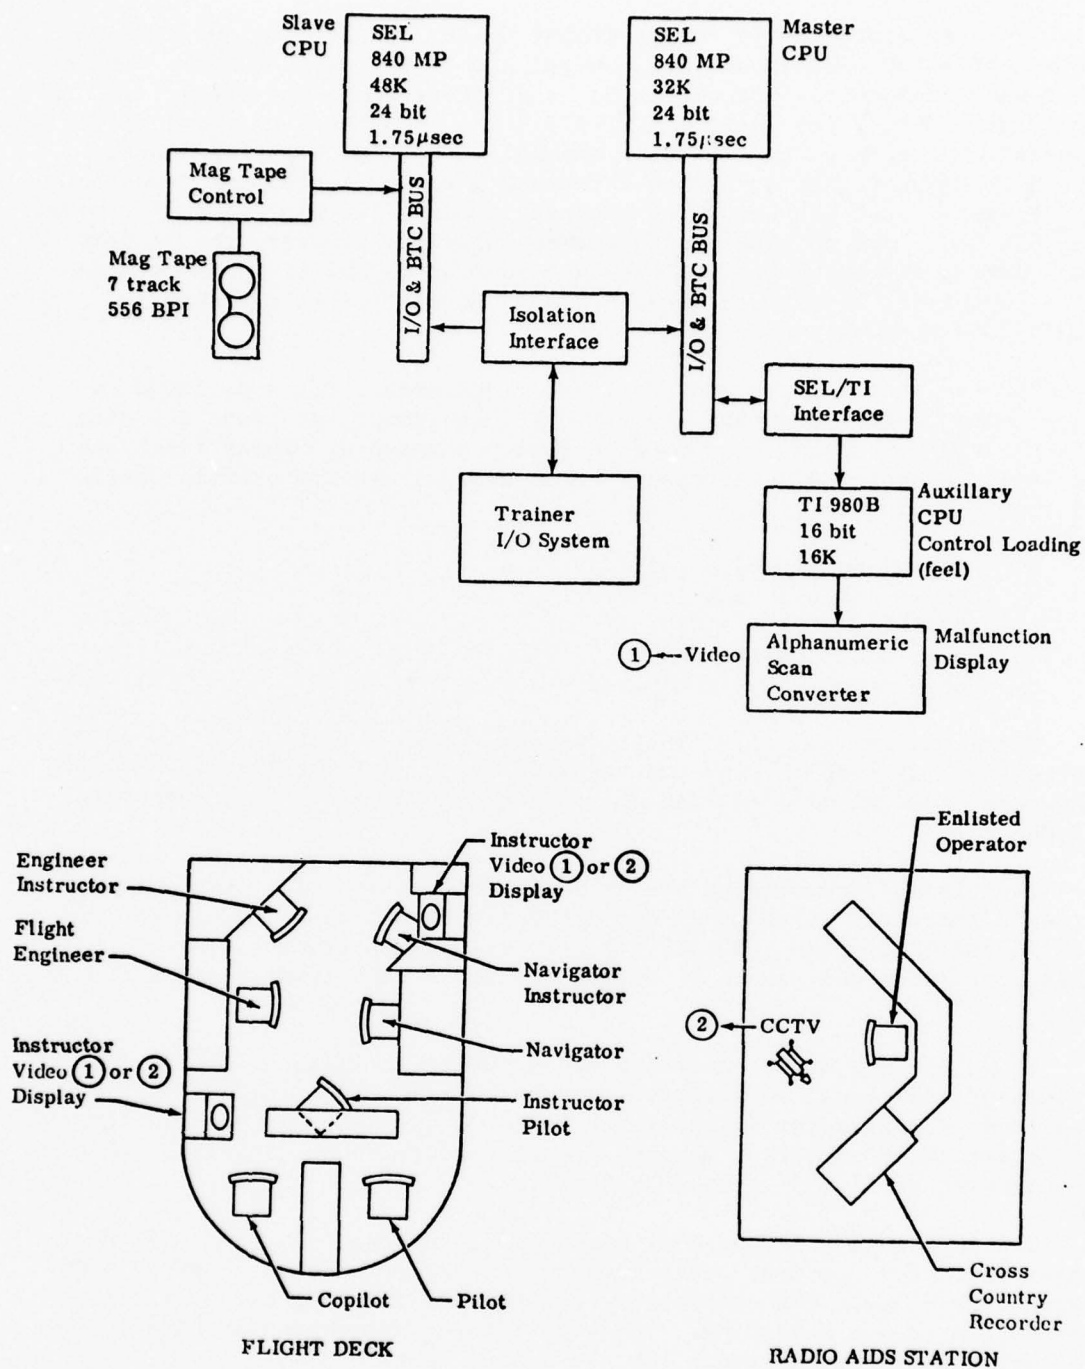 Slave
CPU
SEL
840 MP
48K
24 bit
1.75μsec
SEL
840 MP
32K
24 bit
1.75μsec
Master
CPU
Mag Tape
Control
I/O & BTC BUS
I/O & BTC BUS
Mag Tape
7 track
556 BPI
Isolation
Interface
SEL/TI
Interface
Trainer
I/O System
TI 980B
16 bit
16K
Auxillary
CPU
Control Loading
(feel)
1
Video
Alphanumeric
Scan
Converter
Malfunction
Display
Engineer
Instructor
Flight
Engineer
Instructor
Video 1 or 2
Display
Instructor
Video 1 or 2
Display
Navigator
Instructor
Navigator
Instructor
Pilot
Copilot
Pilot
FLIGHT DECK
Enlisted
Operator
2
CCTV
Cross
Country
Recorder
RADIO AIDS STATION